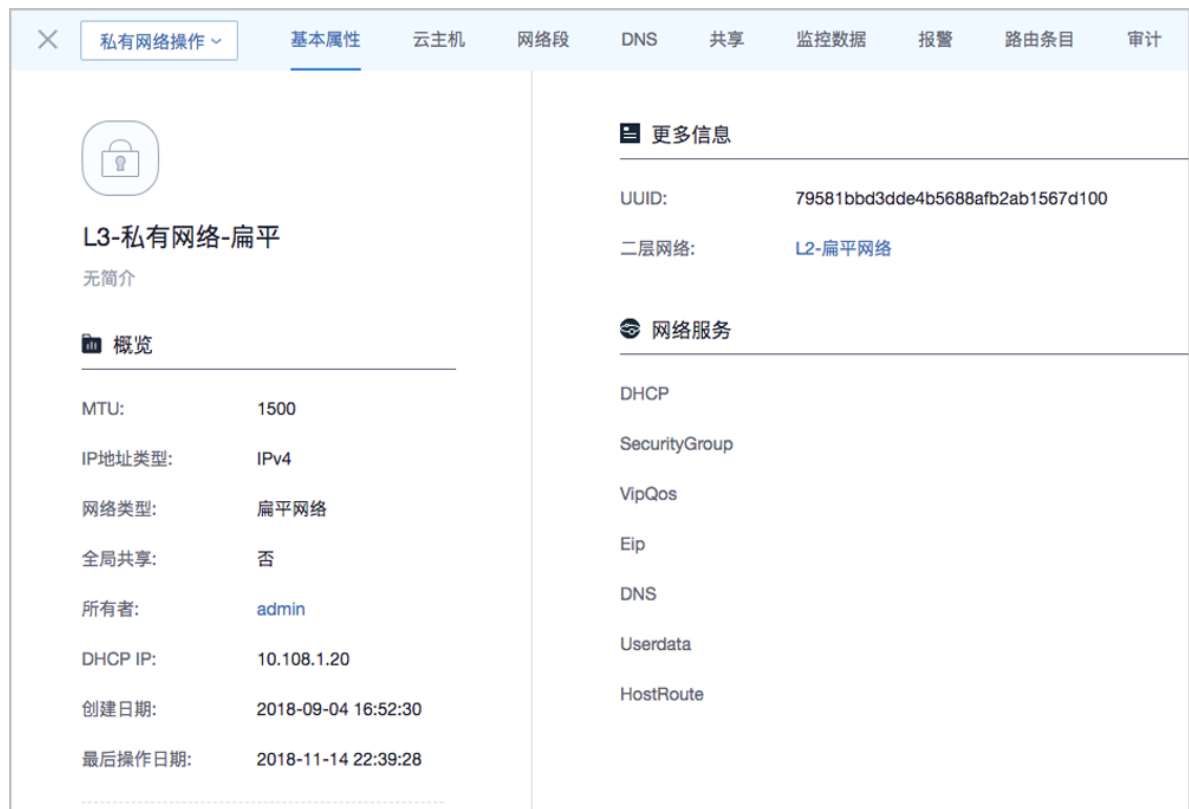 私有网络操作 基本属性 云主机 网络段 DNS 共享 监控数据 报警 路由条目 审计
L3-私有网络-扁平
无简介
概览
MTU: 1500
IP地址类型: IPv4
网络类型: 扁平网络
全局共享: 否
所有者: admin
DHCP IP: 10.108.1.20
创建日期: 2018-09-04 16:52:30
最后操作日期: 2018-11-14 22:39:28
更多信息
UUID: 79581bbd3dde4b5688afb2ab1567d100
二层网络: L2-扁平网络
网络服务
DHCP
SecurityGroup
VipQos
Eip
DNS
Userdata
HostRoute